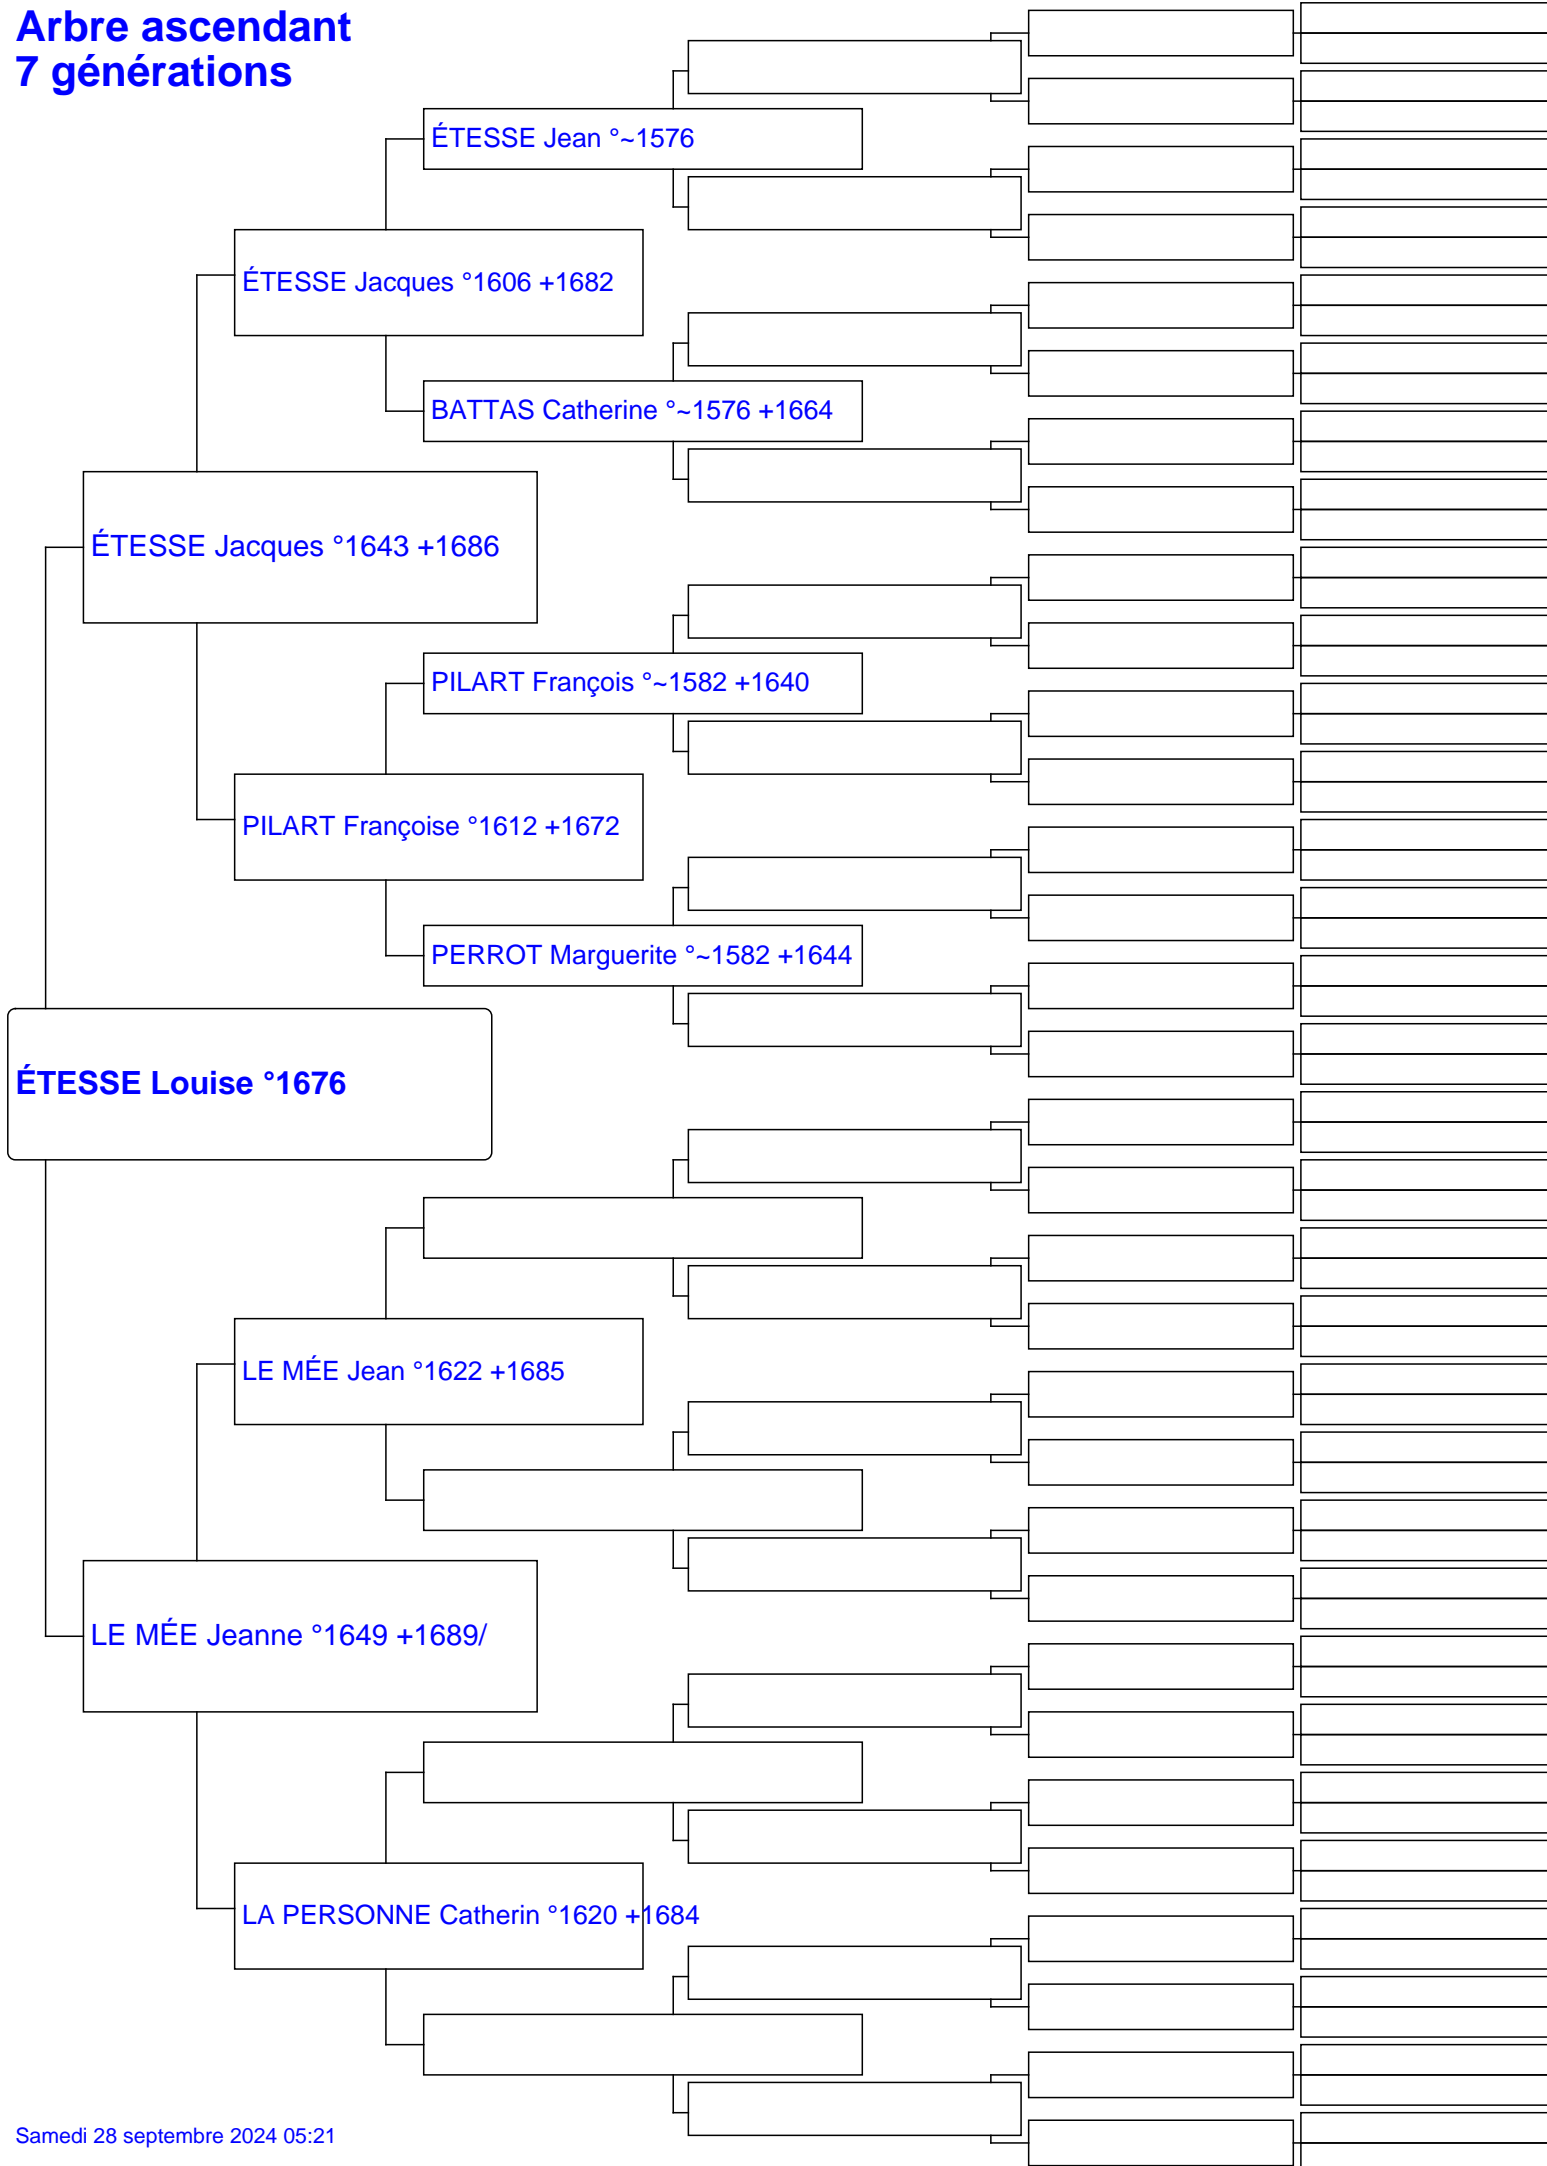 Arbre ascendant
7 générations
ÉTESSE Jean °~1576
ÉTESSE Jacques °1606 +1682
BATTAS Catherine °~1576 +1664
ÉTESSE Jacques °1643 +1686
PILART François °~1582 +1640
PILART Françoise °1612 +1672
PERROT Marguerite °~1582 +1644
ÉTESSE Louise °1676
LE MÉE Jean °1622 +1685
LE MÉE Jeanne °1649 +1689/
LA PERSONNE Catherin °1620 +1684
Samedi 28 septembre 2024 05:21